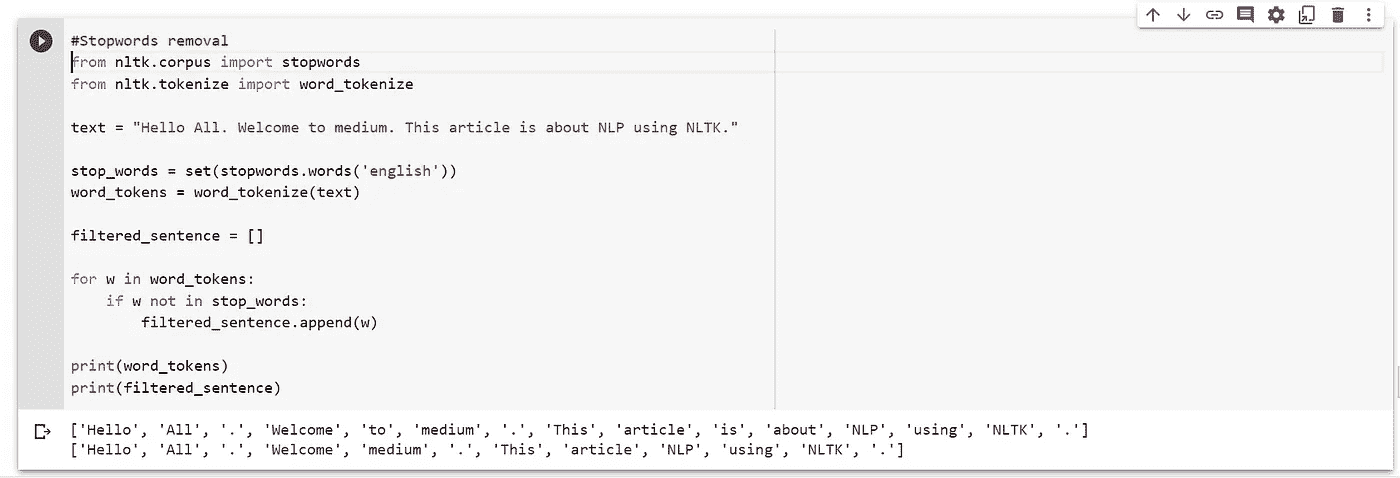 #Stopwords removal
from nltk.corpus import stopwords
from nltk.tokenize import word_tokenize
text = "Hello All. Welcome to medium. This article is about NLP using NLTK."
stop_words = set(stopwords.words('english'))
word_tokens = word_tokenize(text)
filtered_sentence = []
for w in word_tokens:
    if w not in stop_words:
        filtered_sentence.append(w)
print(word_tokens)
print(filtered_sentence)
['Hello', 'All', '.', 'Welcome', 'to', 'medium', '.', 'This', 'article', 'is', 'about', 'NLP', 'using', 'NLTK', '.']
['Hello', 'All', '.', 'Welcome', 'medium', '.', 'This', 'article', 'NLP', 'using', 'NLTK', '.']